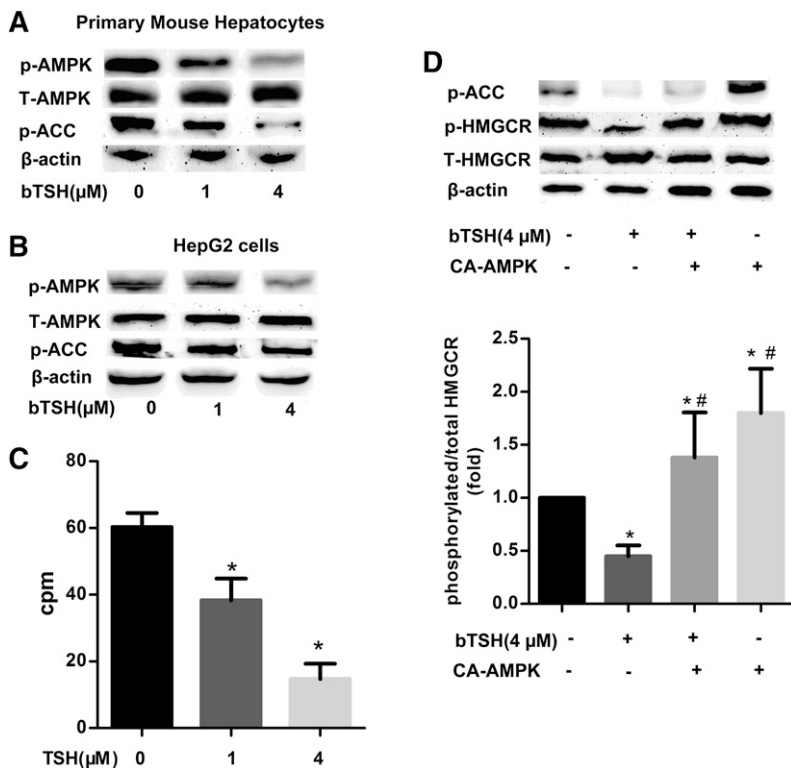 A
Primary Mouse Hepatocytes
p-AMPK
T-AMPK
p-ACC
β-actin
bTSH(μM) 0 1 4
B
HepG2 cells
p-AMPK
T-AMPK
p-ACC
β-actin
bTSH(μM) 0 1 4
C
cpm
80
60
40
20
0
TSH(μM) 0 1 4
D
p-ACC
p-HMGCR
T-HMGCR
β-actin
bTSH(4 μM) - + + -
CA-AMPK - - + +
phosphorylated/total HMGCR
(fold)
2.5
2.0
1.5
1.0
0.5
0.0
*
* #
* #
*
*
bTSH(4 μM) - + + -
CA-AMPK - - + +